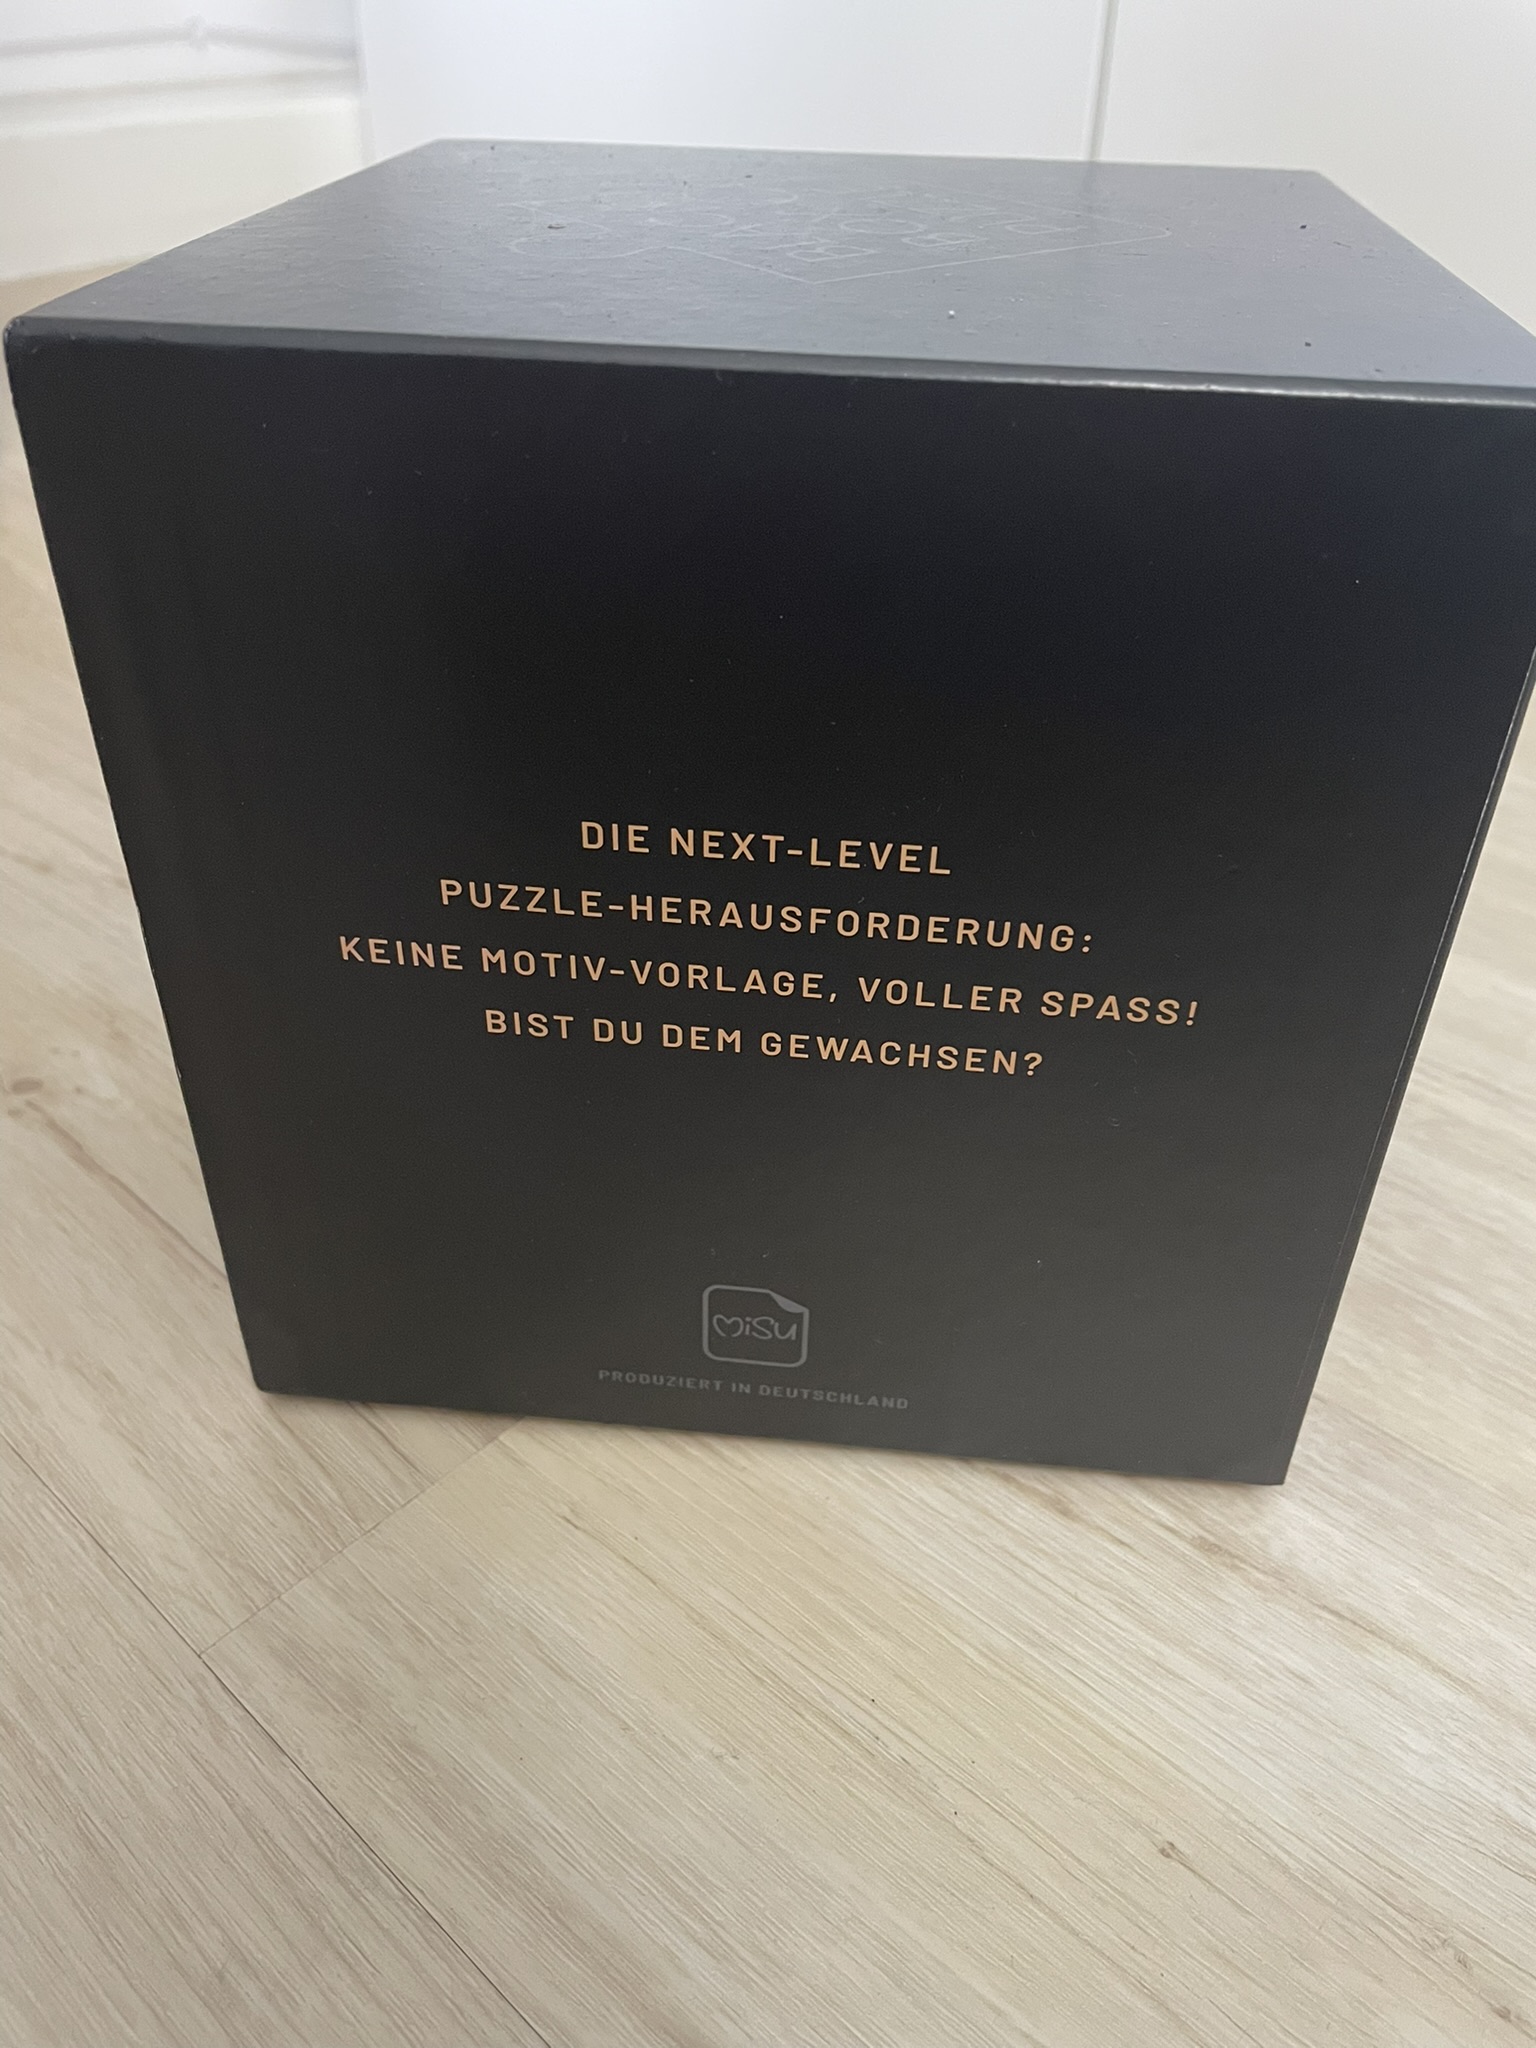 DIE NEXT-LEVEL
PUZZLE-HERAUSFORDERUNG:
KEINE MOTIV-VORLAGE, VOLLER SPASS!
BIST DU DEM GEWACHSEN?
MiSu
PRODUZIERT IN DEUTSCHLAND